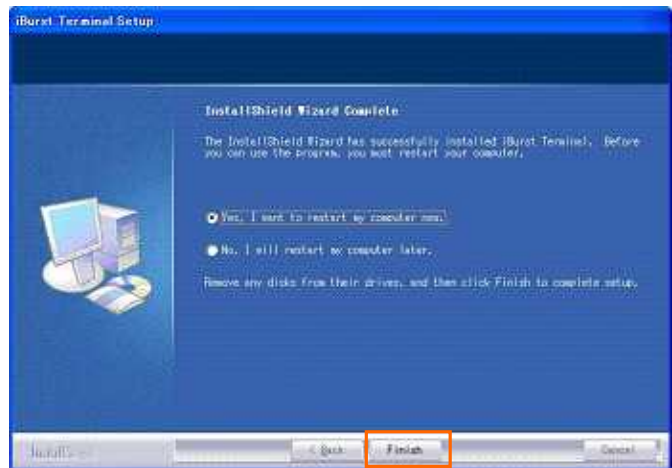 iBurst Terminal Setup
InstallShield Wizard Complete
The InstallShield Wizard has successfully installed iBurst Terminal. Before
you can use the program, you must restart your computer.
Yes, I want to restart my computer now.
No, I will restart my computer later.
Remove any disks from their drives, and then click Finish to complete setup.
InstallShield
< Back
Finish
Cancel